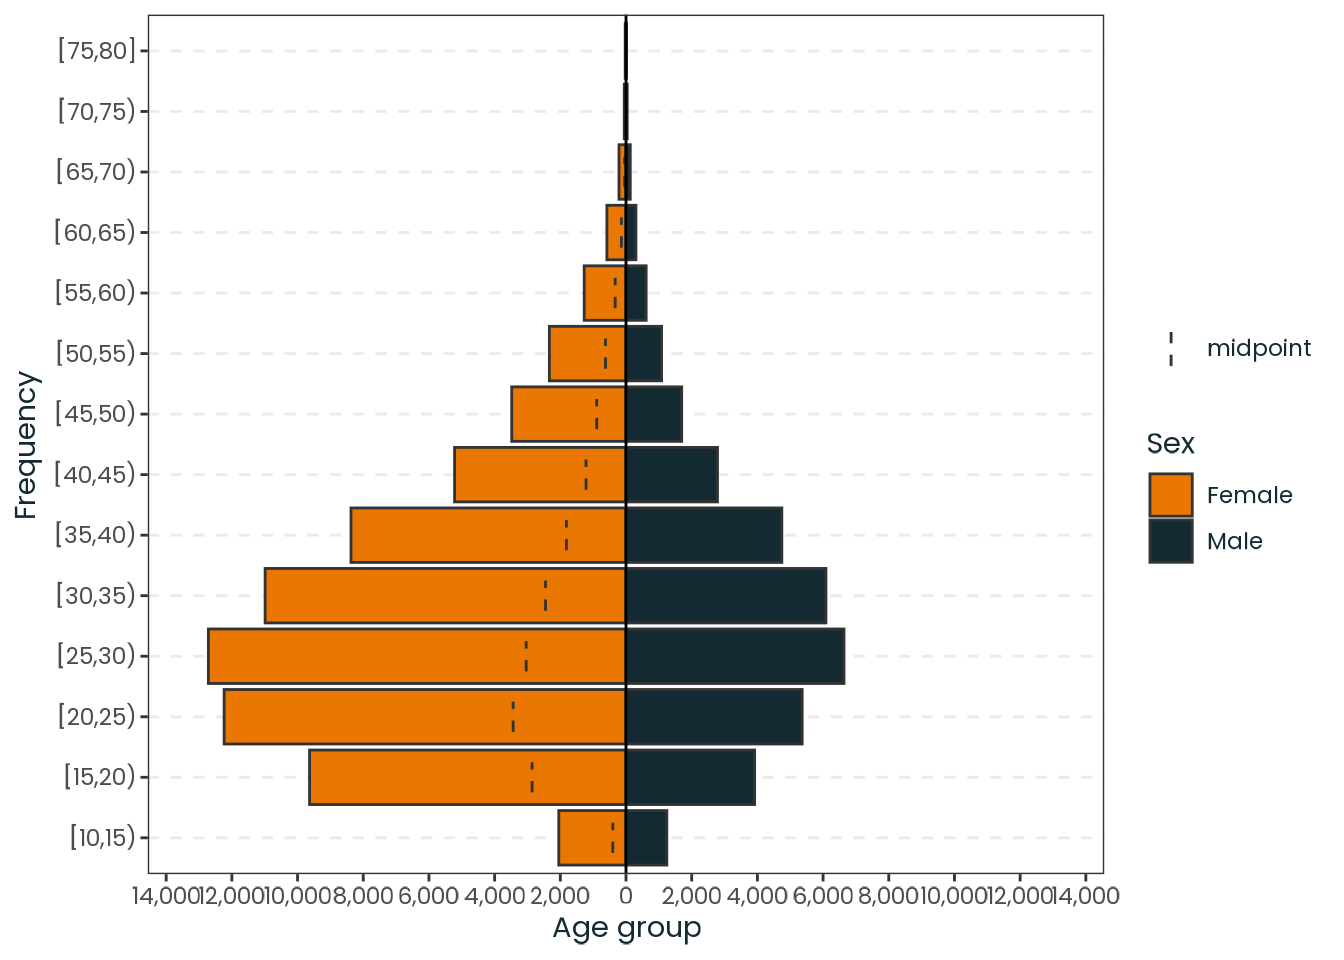 [75,80]
[70,75)
[65,70)
[60,65)
[55,60)
[50,55)
[45,50)
[40,45)
[35,40)
[30,35)
[25,30)
[20,25)
[15,20)
[10,15)
Frequency
14,000 12,000 10,000 8,000 6,000 4,000 2,000 0 2,000 4,000 6,000 8,000 10,000 12,000 14,000
Age group
midpoint
Sex
Female
Male